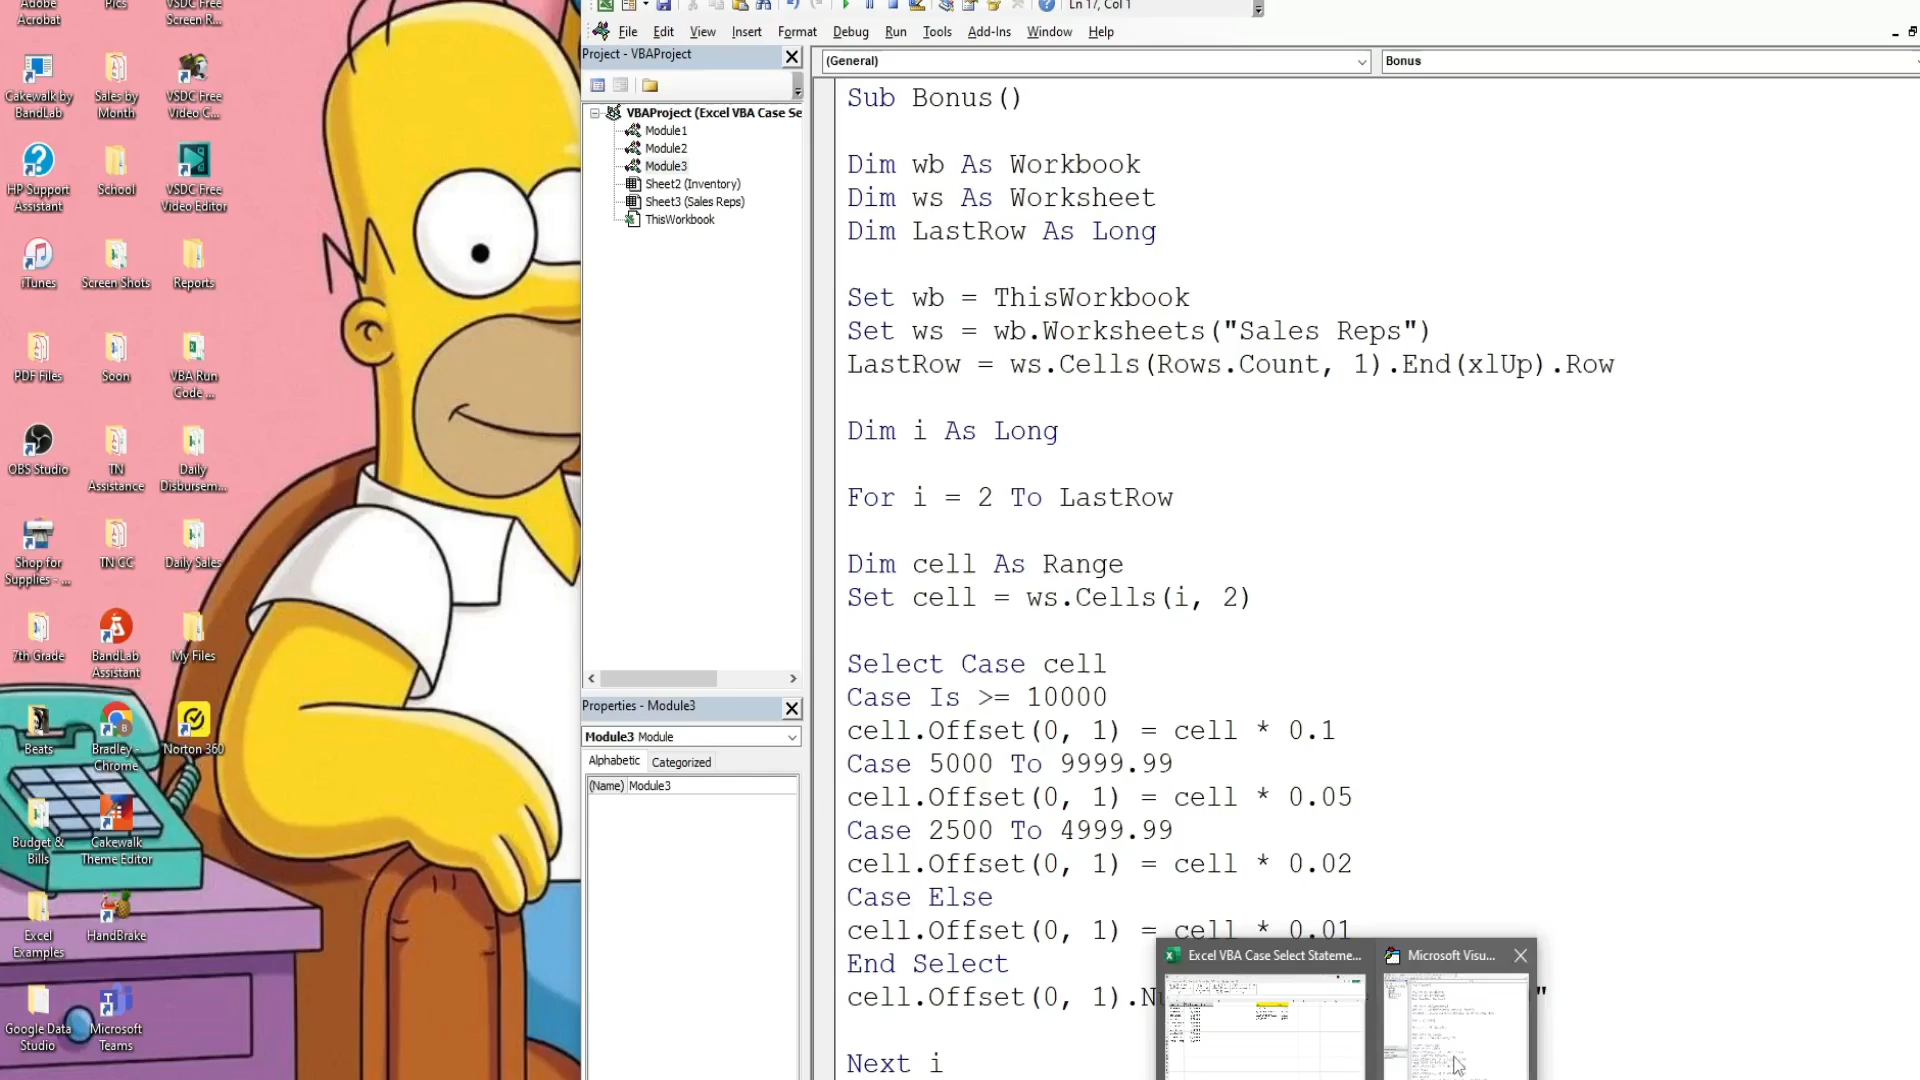 Adobe
Acrobat
Pics
VSDC Free
Screen R...
Cakewalk by
BandLab
Sales by
Month
VSDC Free
Video C...
HP Support
Assistant
School
VSDC Free
Video Editor
iTunes
Screen Shots
Reports
PDF Files
Soon
VBA Run
Code ...
OBS Studio
TN
Assistance
Daily
Disbursem...
Shop for
Supplies - ...
TN CC
Daily Sales
7th Grade
BandLab
Assistant
My Files
Beats
Bradley -
Chrome
Norton 360
Budget &
Bills
Cakewalk
Theme Editor
Excel
Examples
HandBrake
Google Data
Studio
Microsoft
Teams
Ln 17, Col 1
File Edit View Insert Format Debug Run Tools Add-Ins Window Help
Project - VBAProject
VBAProject (Excel VBA Case Se
Module1
Module2
Module3
Sheet2 (Inventory)
Sheet3 (Sales Reps)
ThisWorkbook
Properties - Module3
Module3 Module
Alphabetic Categorized
(Name) Module3
(General) Bonus
Sub Bonus()
Dim wb As Workbook
Dim ws As Worksheet
Dim LastRow As Long
Set wb = ThisWorkbook
Set ws = wb.Worksheets("Sales Reps")
LastRow = ws.Cells(Rows.Count, 1).End(xlUp).Row
Dim i As Long
For i = 2 To LastRow
Dim cell As Range
Set cell = ws.Cells(i, 2)
Select Case cell
Case Is >= 10000
cell.Offset(0, 1) = cell * 0.1
Case 5000 To 9999.99
cell.Offset(0, 1) = cell * 0.05
Case 2500 To 4999.99
cell.Offset(0, 1) = cell * 0.02
Case Else
cell.Offset(0, 1) = cell * 0.01
End Select
cell.Offset(0, 1).Nu "
Next i
Excel VBA Case Select Stateme...
Microsoft Visu...